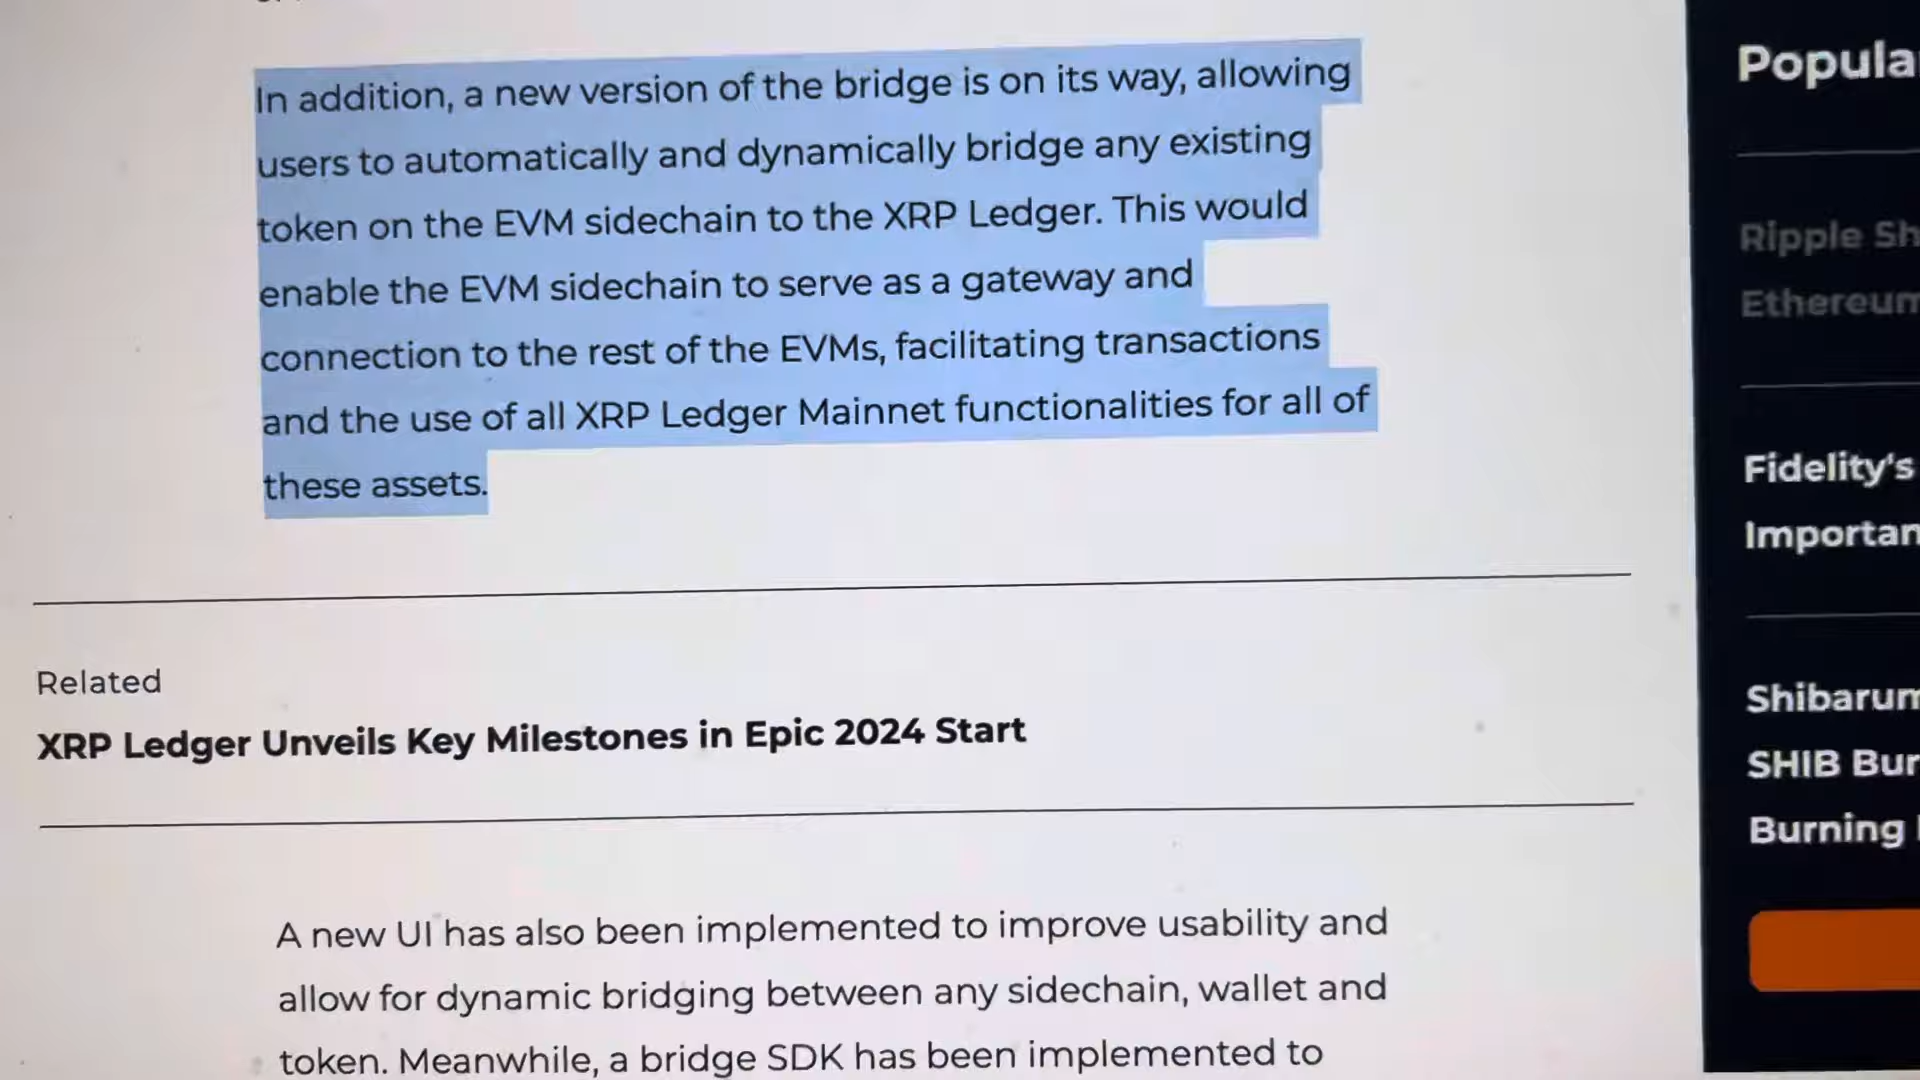 In addition, a new version of the bridge is on its way, allowing
users to automatically and dynamically bridge any existing
token on the EVM sidechain to the XRP Ledger. This would
enable the EVM sidechain to serve as a gateway and
connection to the rest of the EVMs, facilitating transactions
and the use of all XRP Ledger Mainnet functionalities for all of
these assets.
Related
XRP Ledger Unveils Key Milestones in Epic 2024 Start
A new UI has also been implemented to improve usability and
allow for dynamic bridging between any sidechain, wallet and
token. Meanwhile, a bridge SDK has been implemented to
Popula
Ripple Sh
Ethereum
Fidelity's
Importan
Shibarum
SHIB Bur
Burning